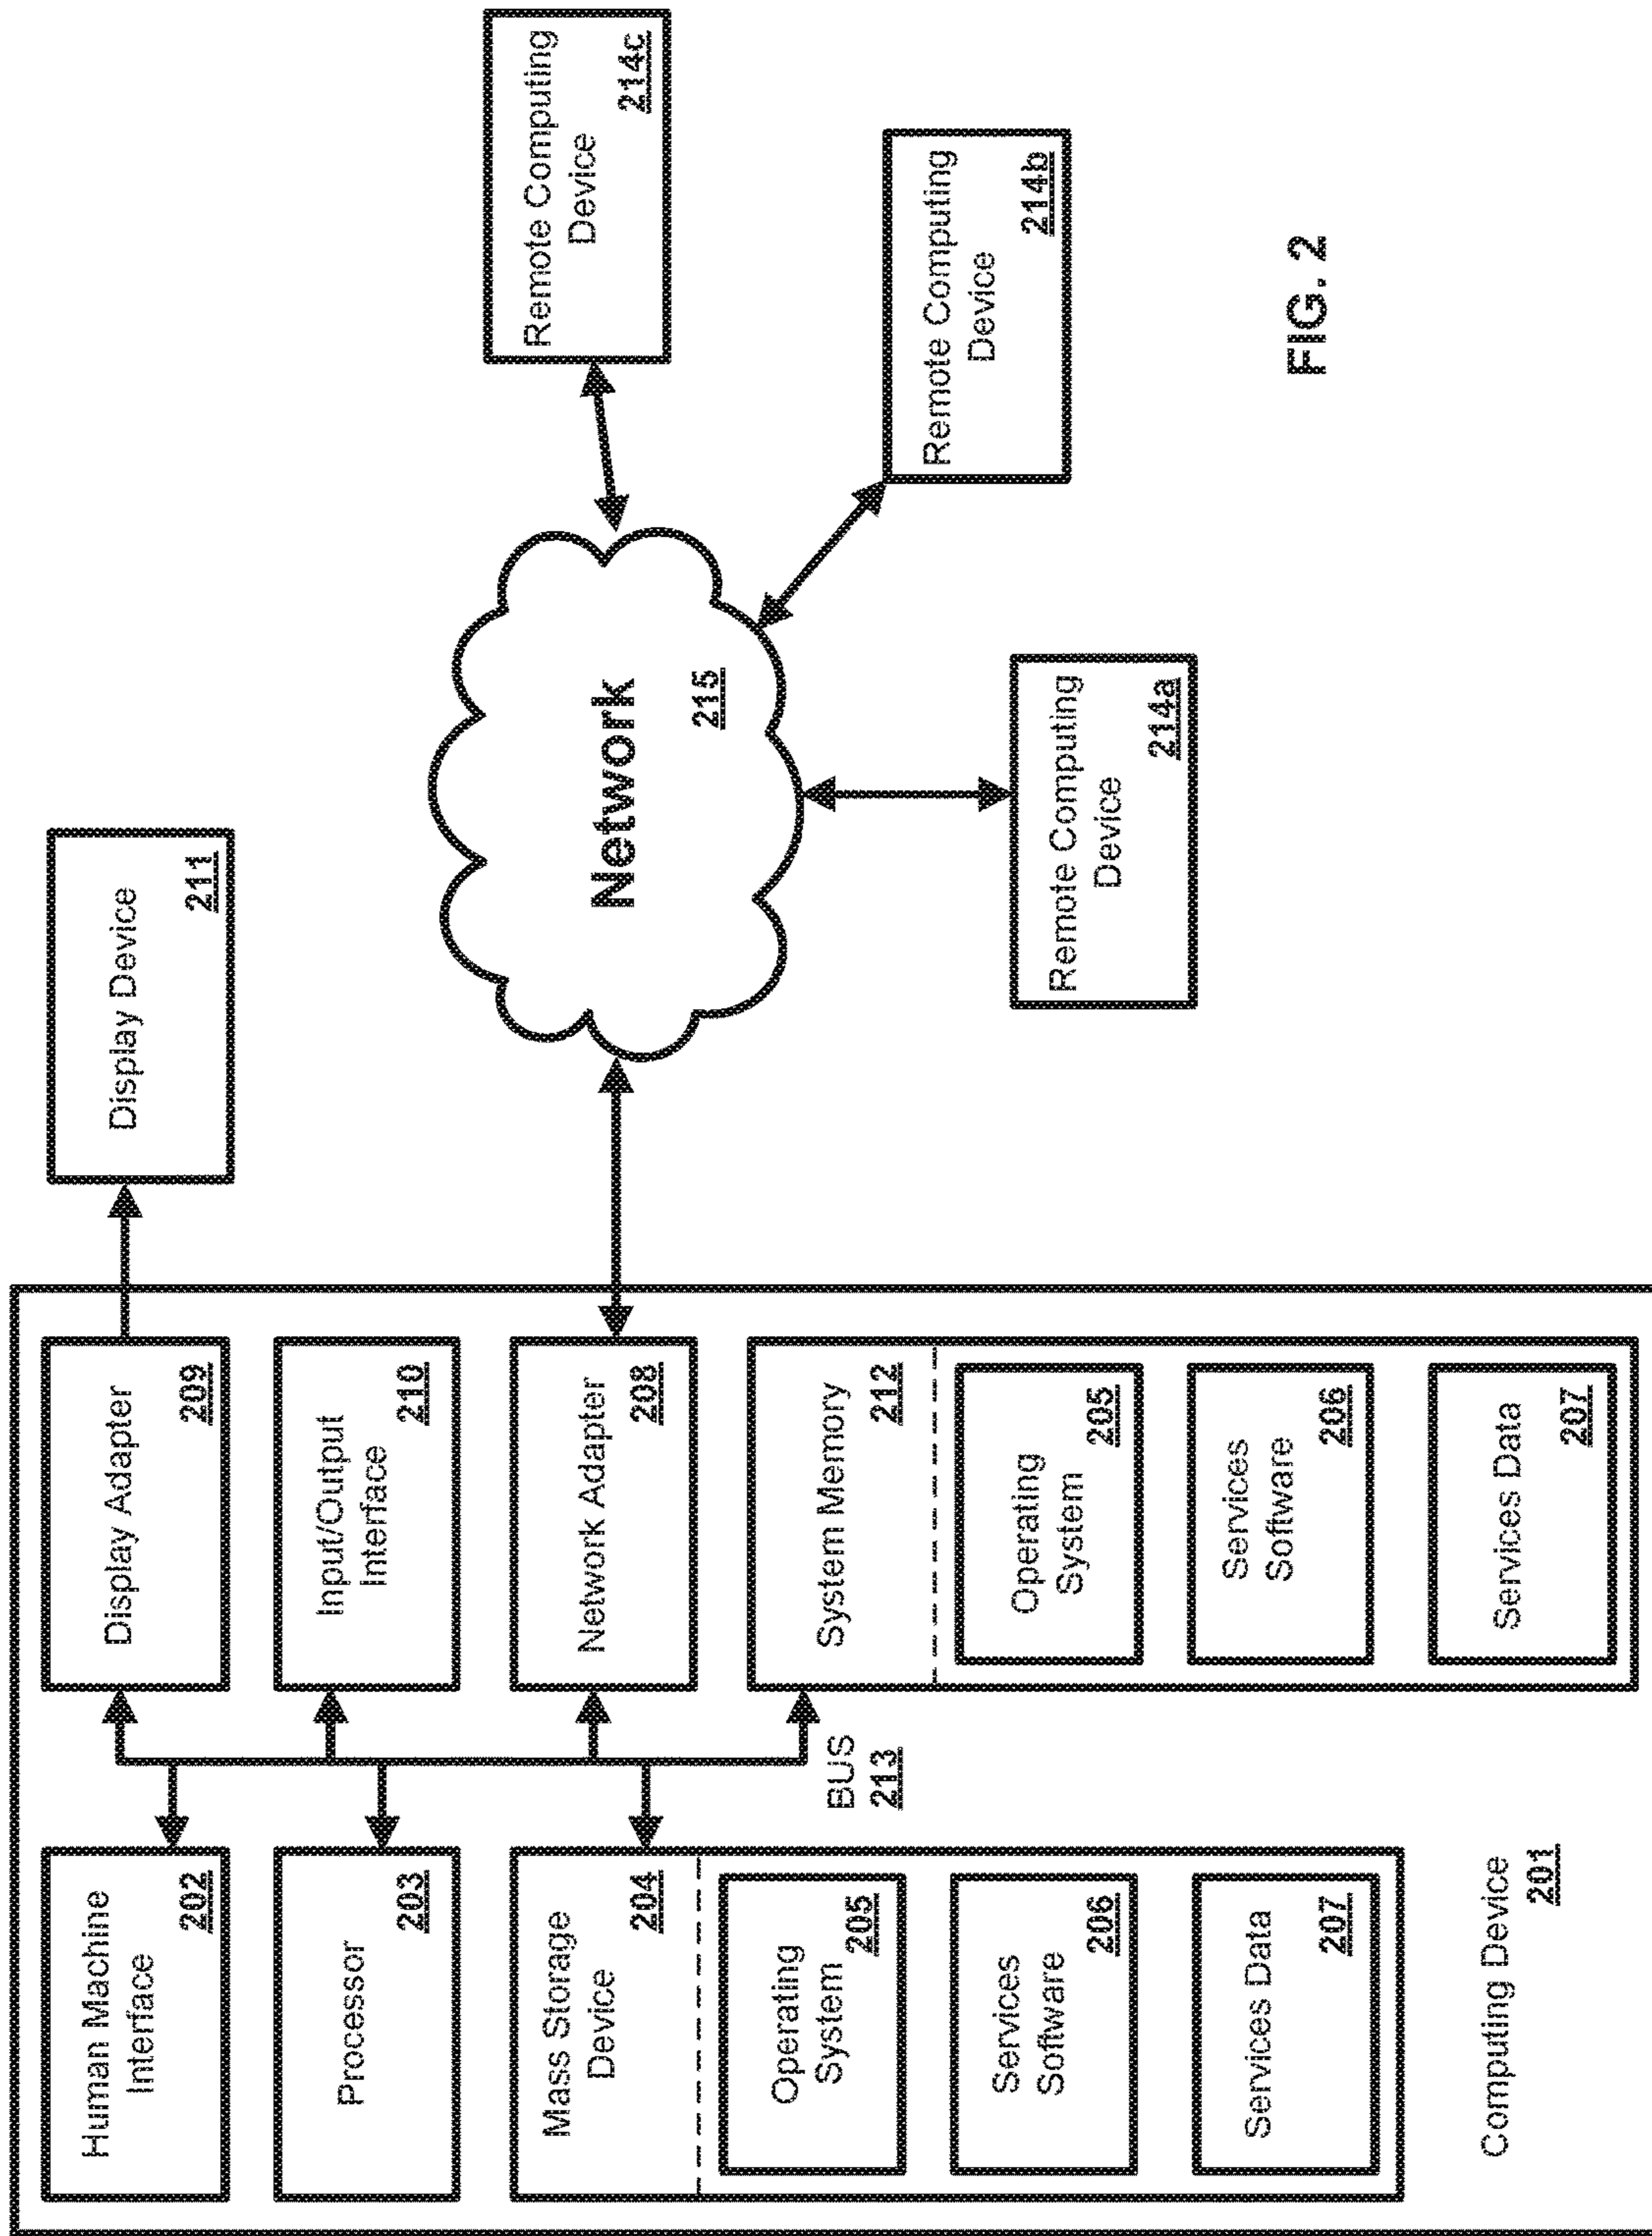 Human Machine
Interface
202
Processor
203
Mass Storage
Device
204
Operating
System
205
Services
Software
206
Services Data
207
Computing Device
201
BUS
213
Display Adapter
209
Input/Output
Interface
210
Network Adapter
208
System Memory
212
Operating
System
205
Services
Software
206
Services Data
207
Display Device
211
Network
215
Remote Computing
Device
214a
Remote Computing
Device
214b
Remote Computing
Device
214c
FIG. 2